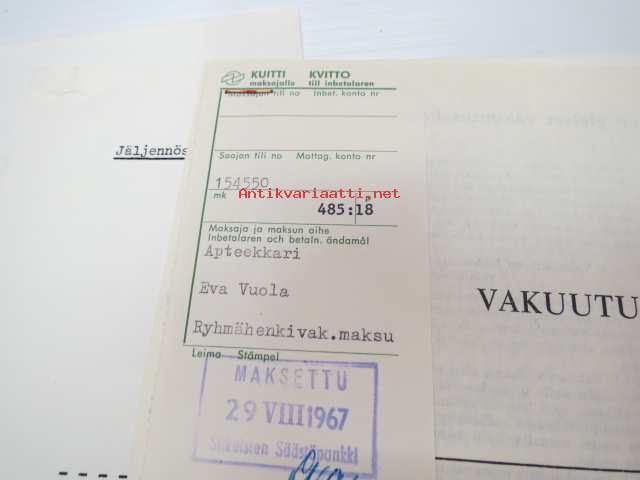 KUITTI KVITTO
maksajalle till inbetalaren
Maksajan tili no Inbet. konto nr
Saajan tili no Mottag. konto nr
154550
Antikvariaatti.net
mk p
485:18
Maksaja ja maksun aihe
Inbetalaren och betaln. ändamål
Apteekkari
Eva Vuola
Ryhmähenkivak.maksu
Leima Stämpel
MAKSETTU
29 VIII 1967
Säästöpankki
Jäljennös
VAKUUTU